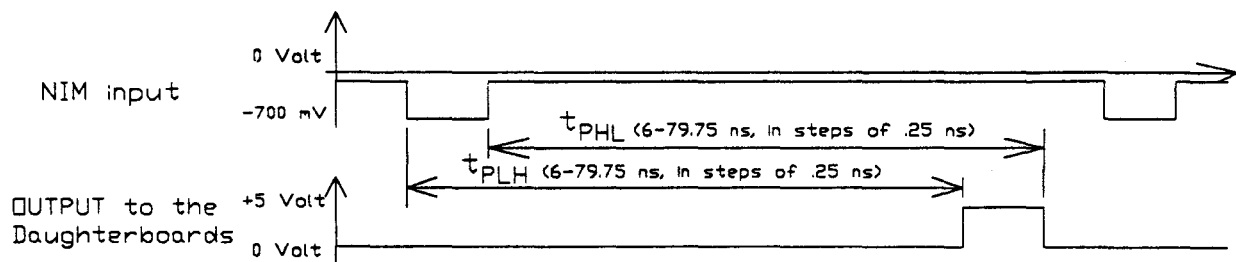 0 Volt
NIM input
-700 mV
tPHL (6-79.75 ns, in steps of .25 ns)
tPLH (6-79.75 ns, in steps of .25 ns)
OUTPUT to the
Daughterboards
+5 Volt
0 Volt